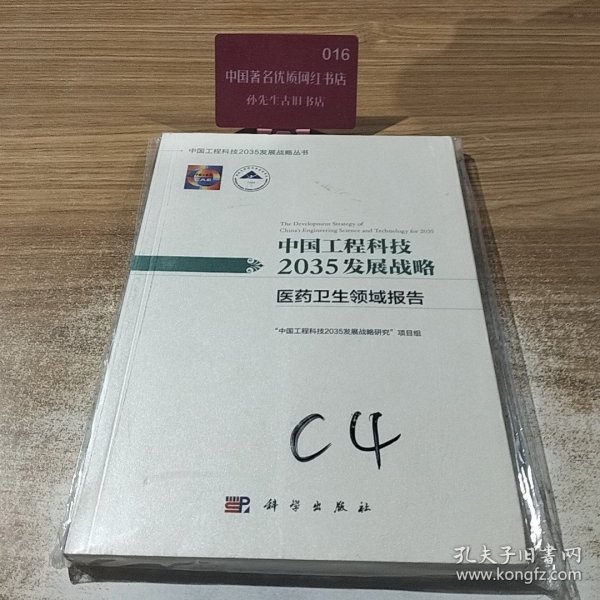 016
中国著名优质网红书店
孙先生古旧书店
中国工程科技2035发展战略丛书
The Development Strategy of
China's Engineering Science and Technology for 2035
中国工程科技
2035发展战略
医药卫生领域报告
“中国工程科技2035发展战略研究”项目组
C4
SP
科学出版社
孔夫子旧书网
www.kongfz.com